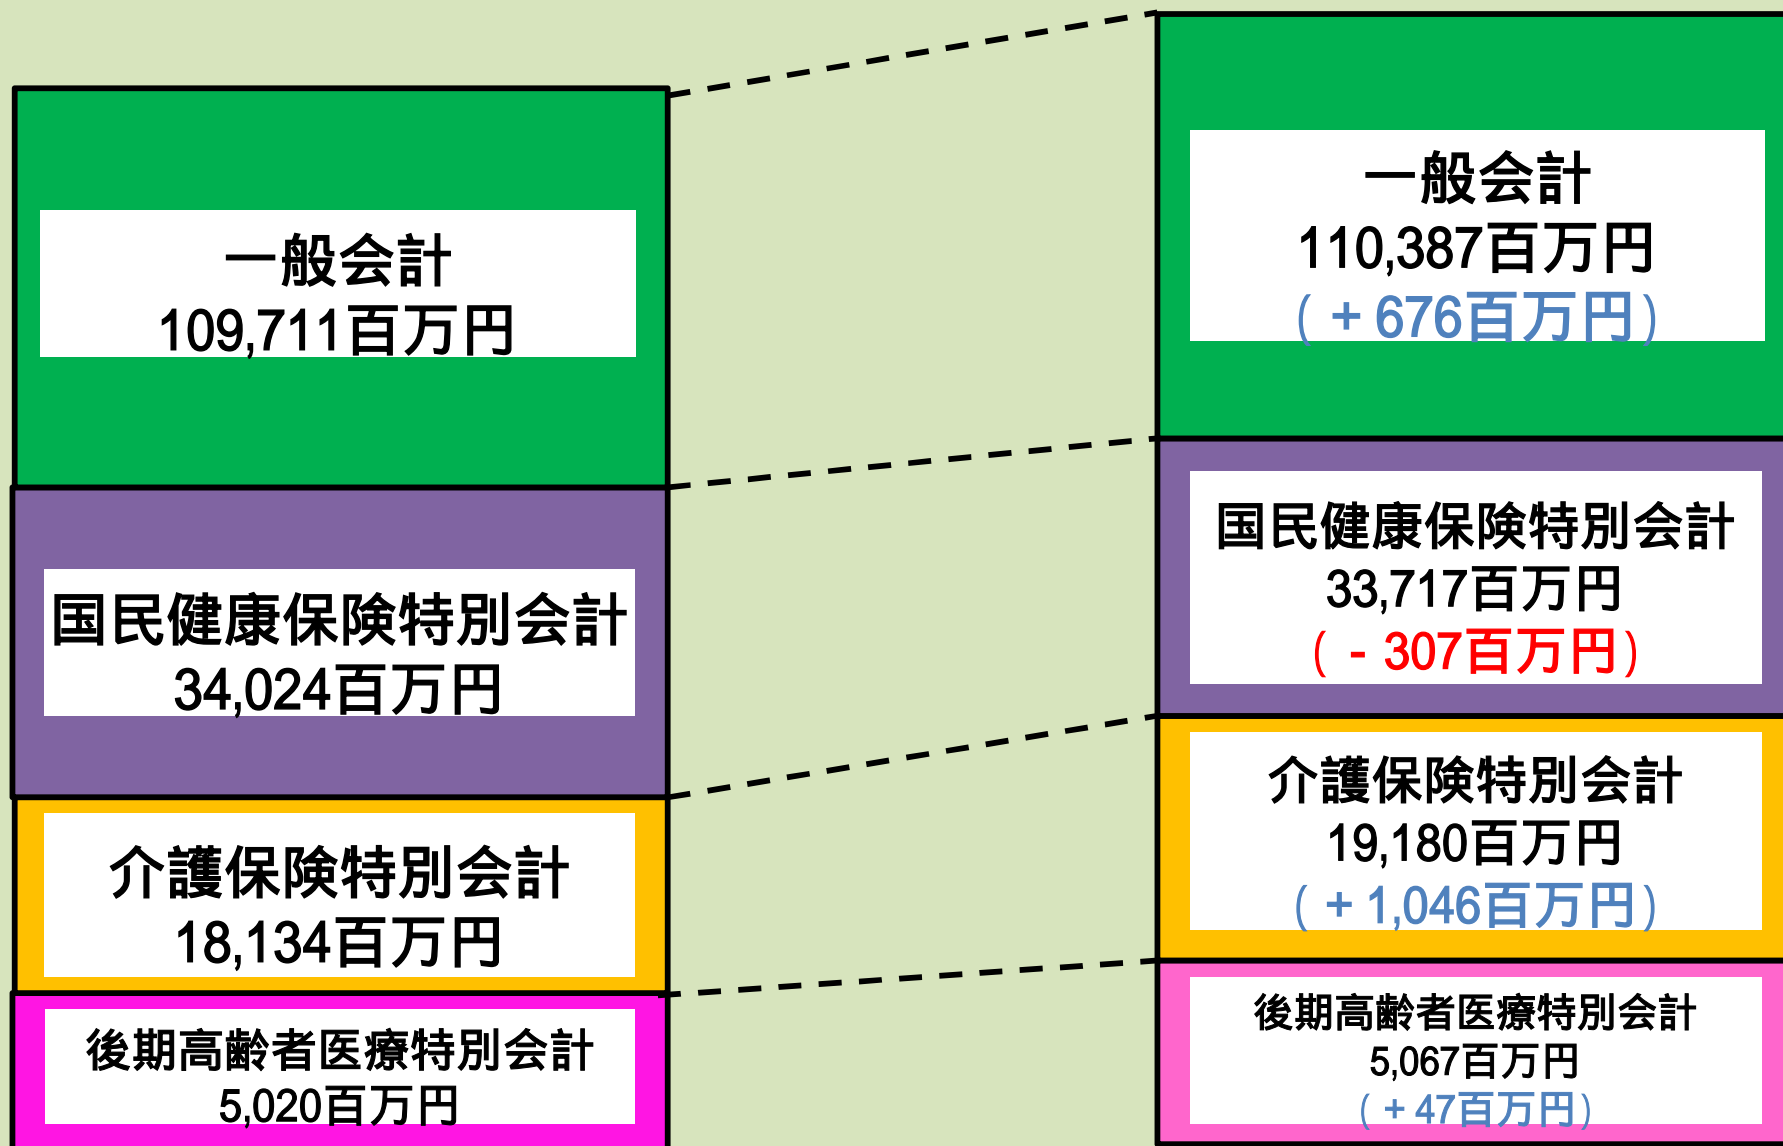 一般会計
109,711百万円
国民健康保険特別会計
34,024百万円
介護保険特別会計
18,134百万円
後期高齢者医療特別会計
5,020百万円
一般会計
110,387百万円
(+676百万円)
国民健康保険特別会計
33,717百万円
(-307百万円)
介護保険特別会計
19,180百万円
(+1,046百万円)
後期高齢者医療特別会計
5,067百万円
(+47百万円)